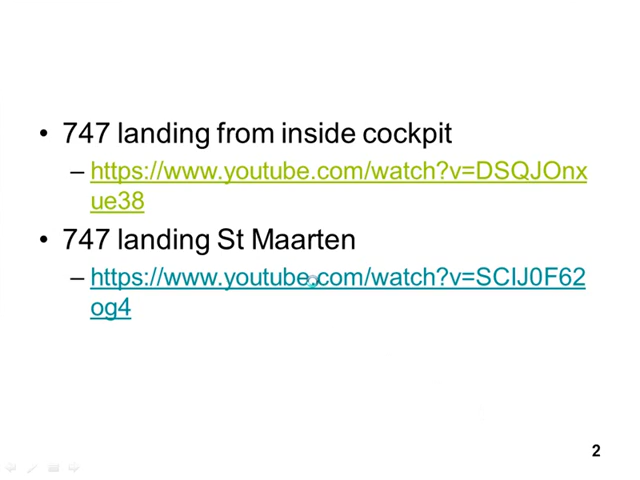 • 747 landing from inside cockpit
– https://www.youtube.com/watch?v=DSQJOnx
ue38
• 747 landing St Maarten
– https://www.youtube.com/watch?v=SCIJ0F62
og4
2